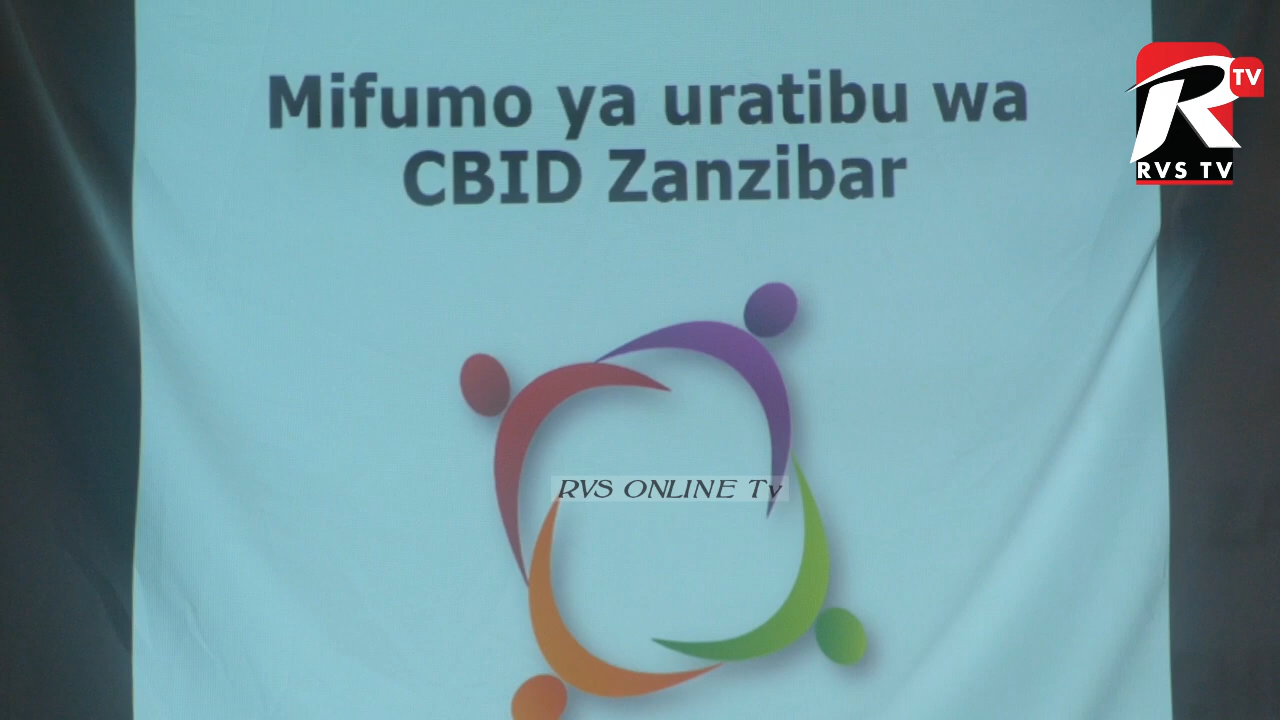 Mifumo ya uratibu wa
CBID Zanzibar
R TV
RVS TV
RVS ONLINE Tv